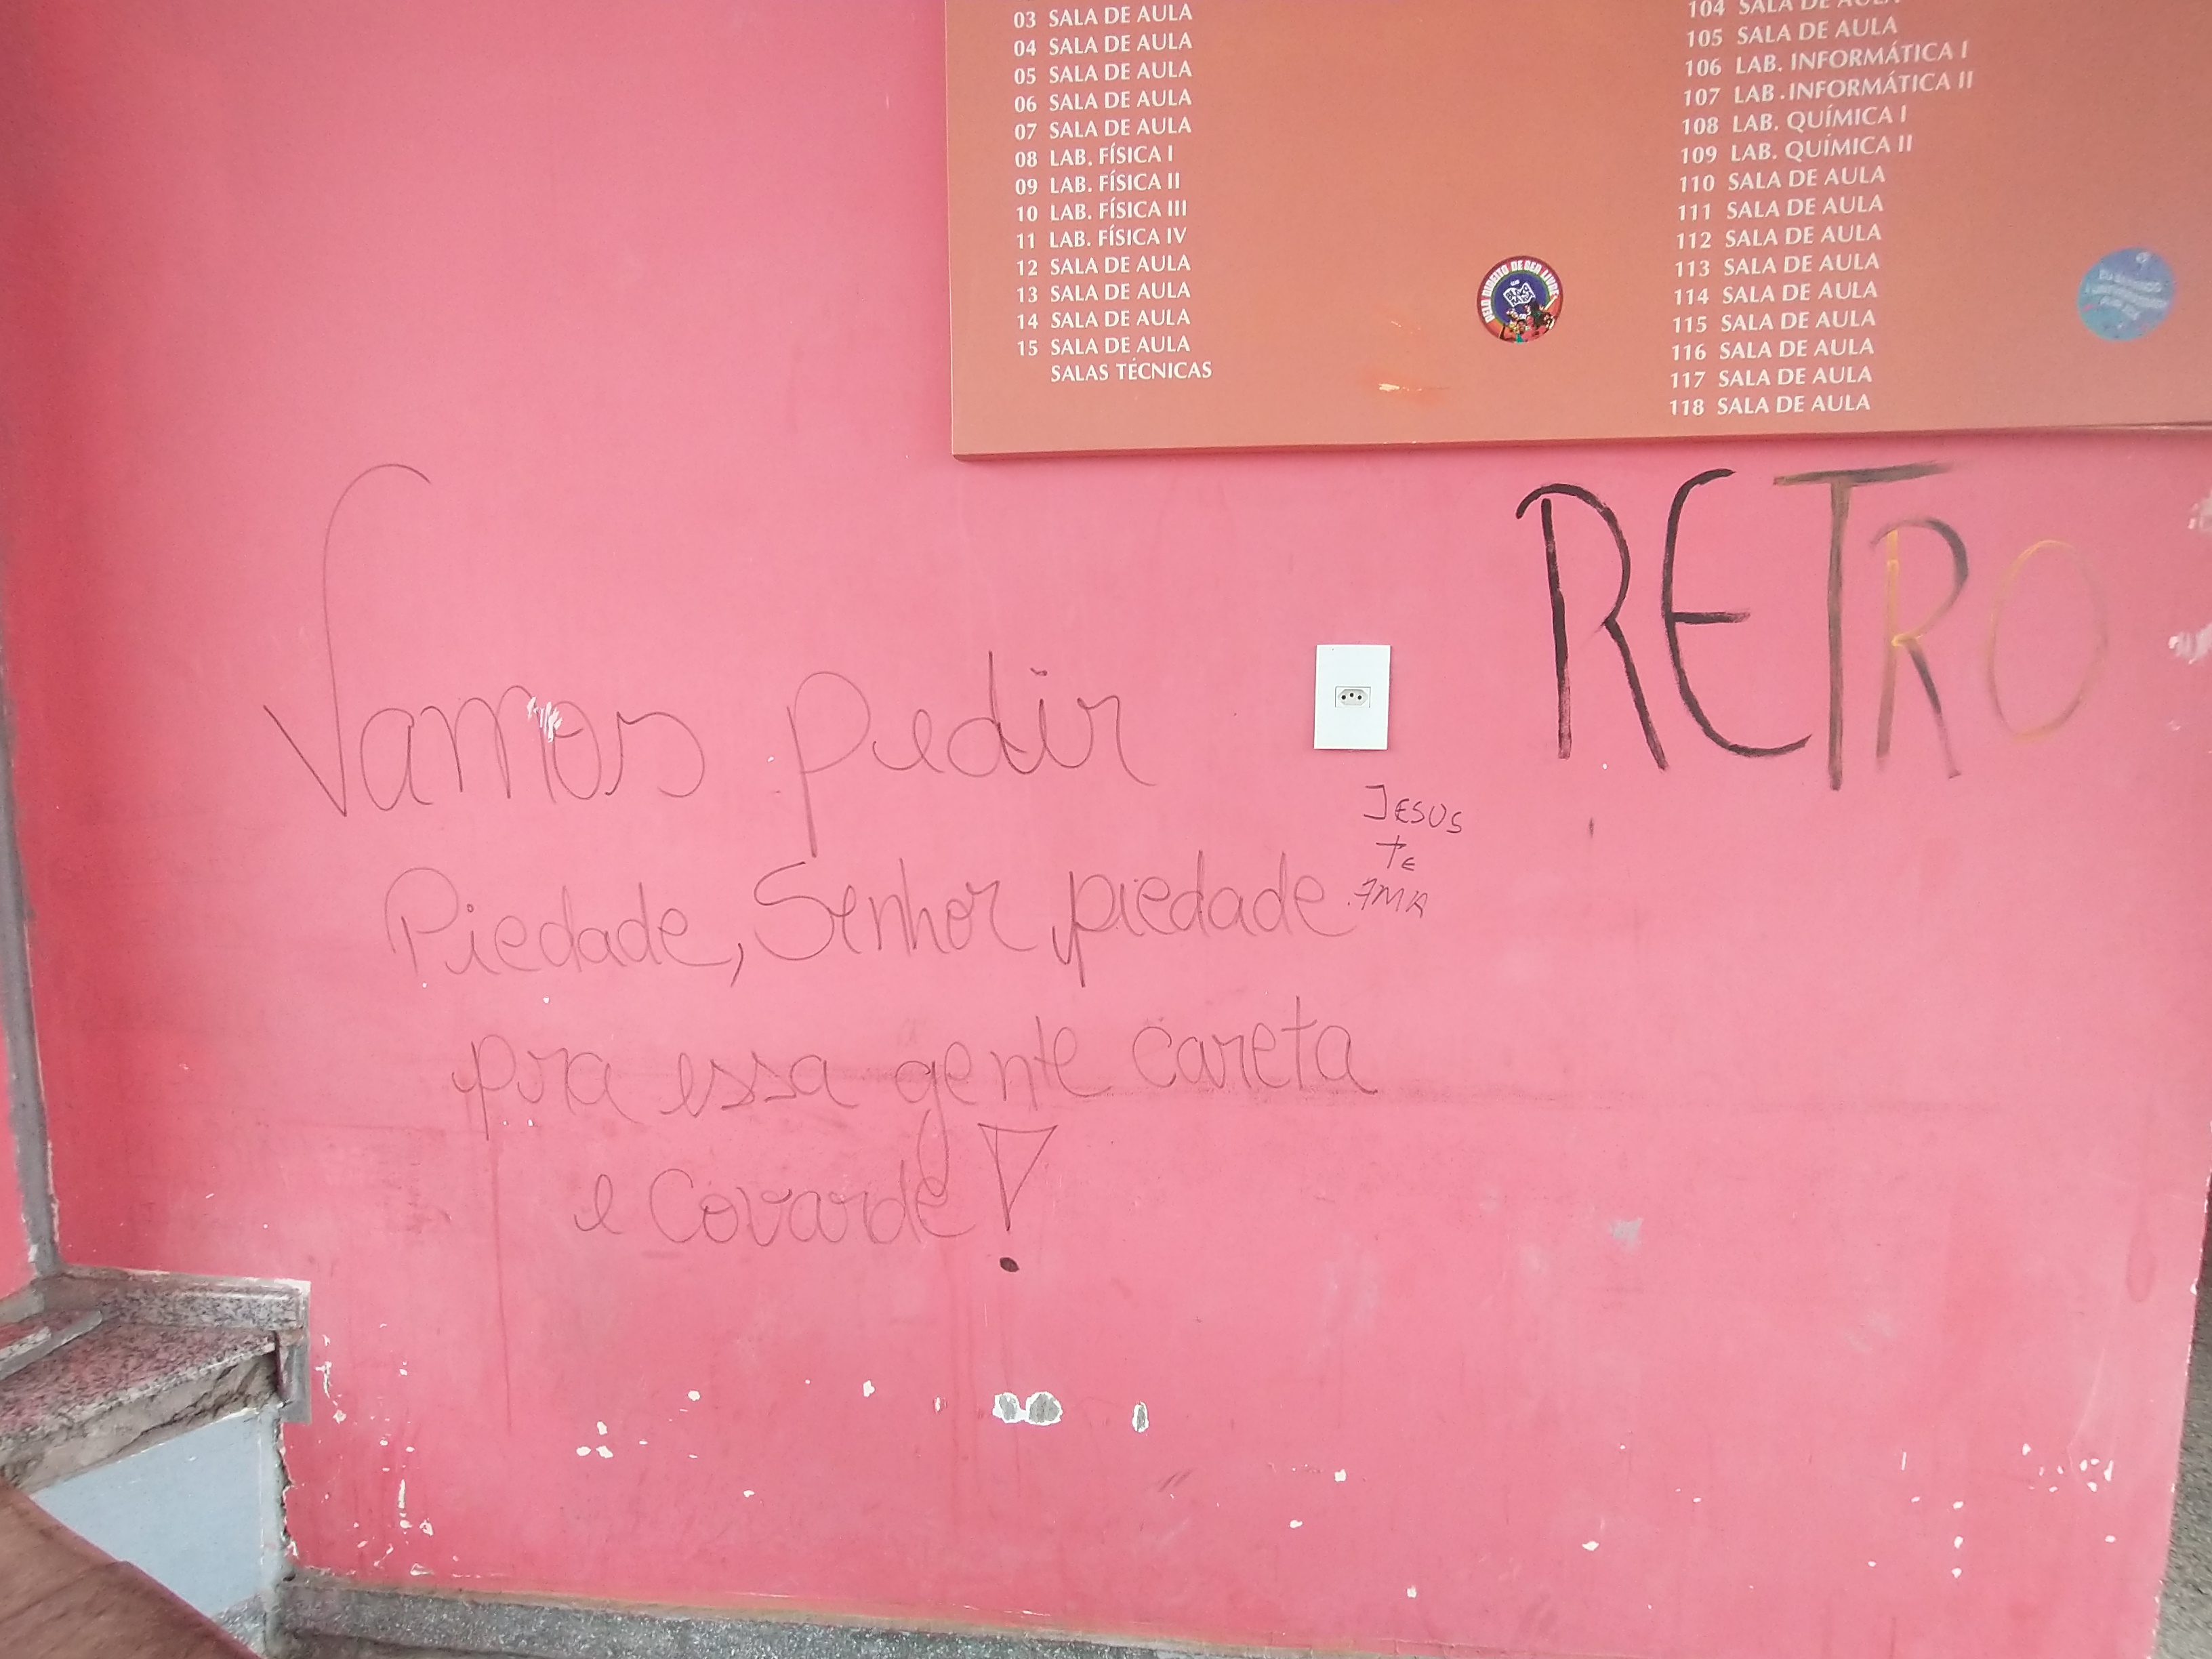 03 SALA DE AULA
04 SALA DE AULA
05 SALA DE AULA
06 SALA DE AULA
07 SALA DE AULA
08 LAB. FÍSICA I
09 LAB. FÍSICA II
10 LAB. FÍSICA III
11 LAB. FÍSICA IV
12 SALA DE AULA
13 SALA DE AULA
14 SALA DE AULA
15 SALA DE AULA
SALAS TÉCNICAS
104 SALA DE AULA
105 SALA DE AULA
106 LAB. INFORMÁTICA I
107 LAB .INFORMÁTICA II
108 LAB. QUÍMICA I
109 LAB. QUÍMICA II
110 SALA DE AULA
111 SALA DE AULA
112 SALA DE AULA
113 SALA DE AULA
114 SALA DE AULA
115 SALA DE AULA
116 SALA DE AULA
117 SALA DE AULA
118 SALA DE AULA
PELO DIREITO DE SER LIVRE
RETRO
Vamos pedir
Piedade, Senhor, piedade
pra essa gente careta
e Covarde!
JESUS
te
AMA